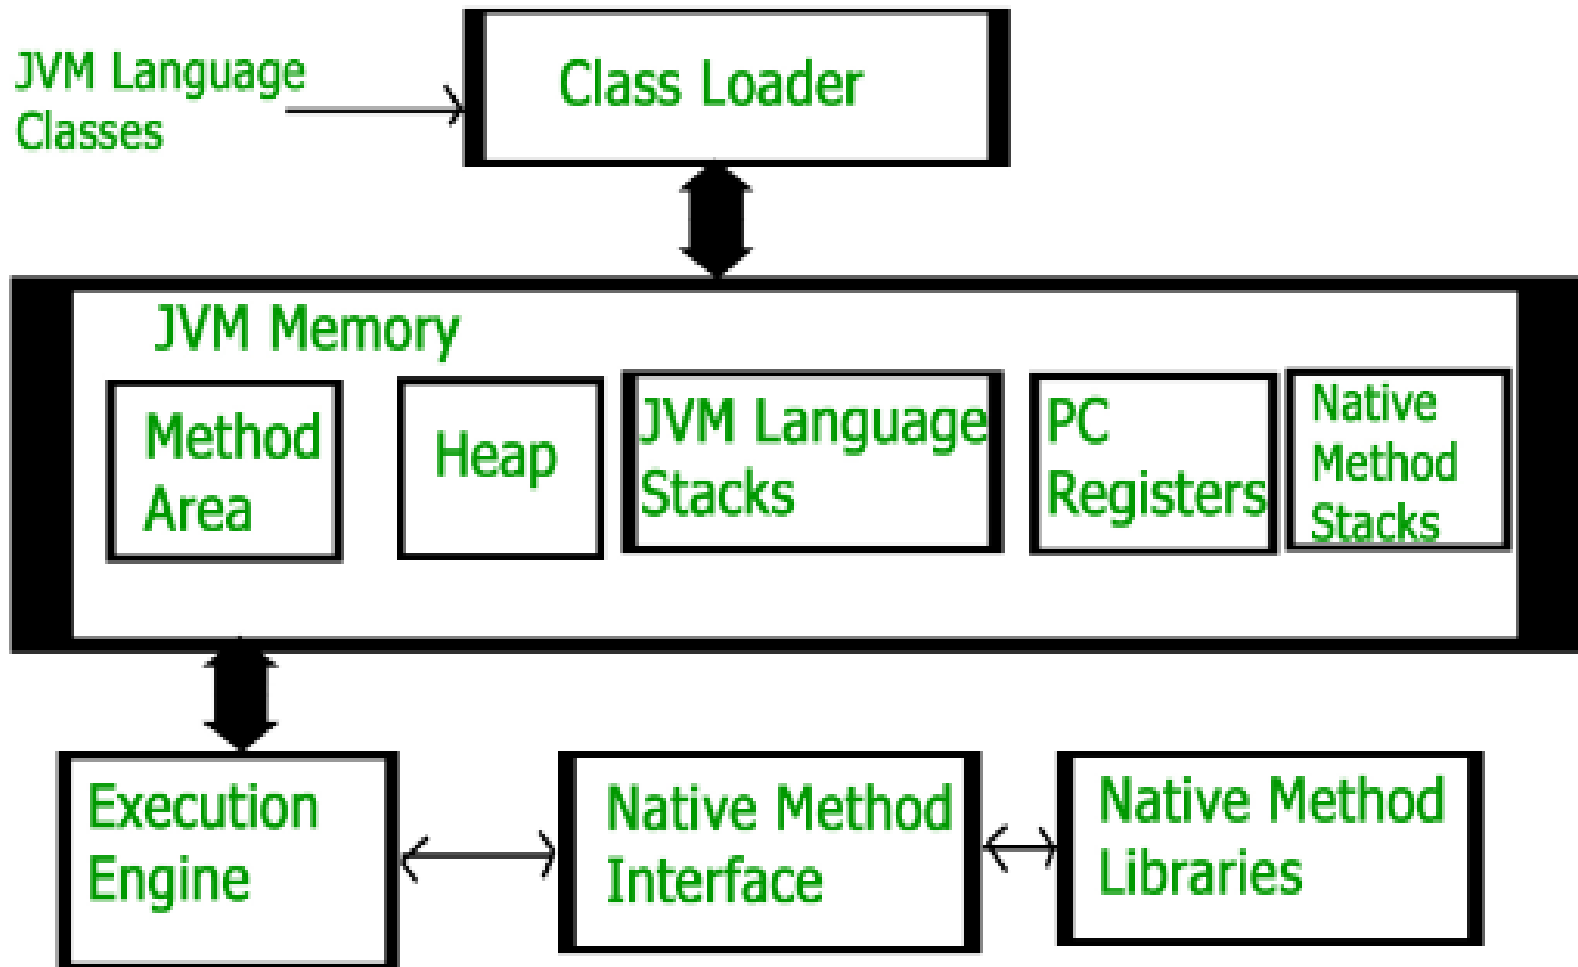 JVM Language
Classes
Class Loader
JVM Memory
Method
Area
Heap
JVM Language
Stacks
PC
Registers
Native
Method
Stacks
Execution
Engine
Native Method
Interface
Native Method
Libraries